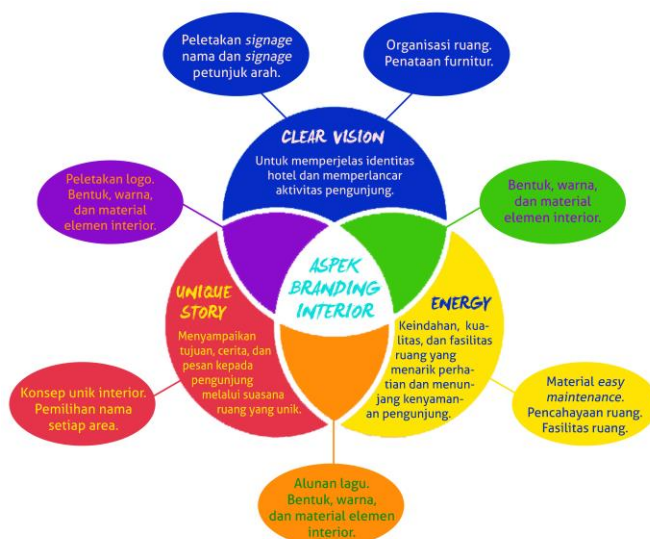 Peletakan signage
nama dan signage
petunjuk arah.
Organisasi ruang.
Penataan furnitur.
CLEAR VISION
Untuk memperjelas identitas
hotel dan memperlancar
aktivitas pengunjung.
Peletakan logo.
Bentuk, warna,
dan material
elemen interior.
Bentuk, warna,
dan material
elemen interior.
ASPEK
BRANDING
INTERIOR
UNIQUE
STORY
Menyampaikan
tujuan, cerita, dan
pesan kepada
pengunjung
melalui suasana
ruang yang unik.
ENERGY
Keindahan, kua-
litas, dan fasilitas
ruang yang
menarik perha-
tian dan menun-
jang kenyaman-
an pengunjung.
Konsep unik interior.
Pemilihan nama
setiap area.
Material easy
maintenance.
Pencahayaan ruang.
Fasilitas ruang.
Alunan lagu.
Bentuk, warna,
dan material elemen
interior.